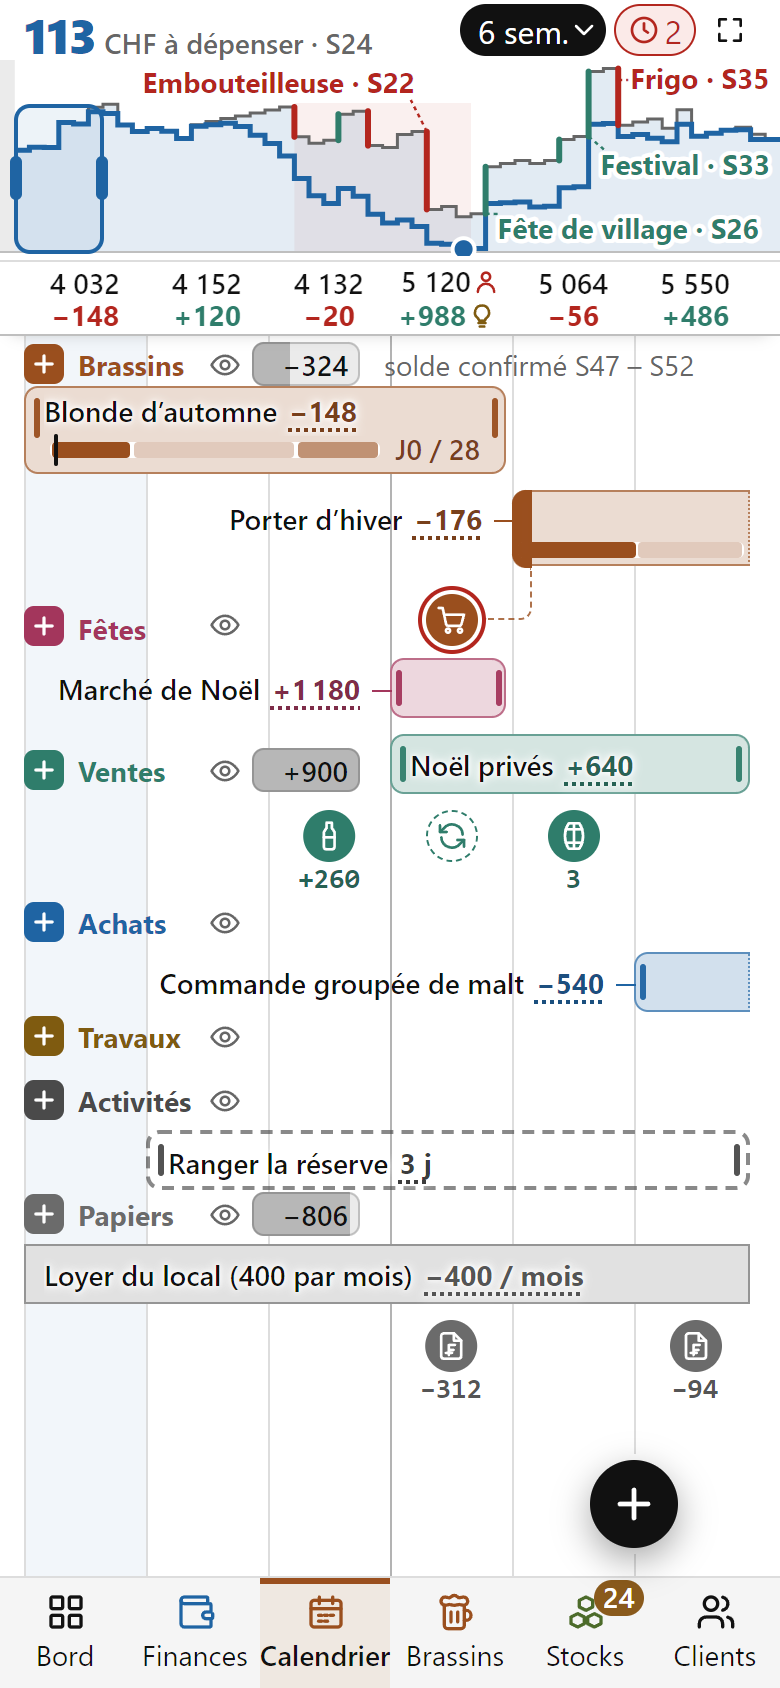 113 CHF à dépenser · S24
6 sem.
2
Embouteilleuse · S22
Frigo · S35
Festival · S33
Fête de village · S26
4 032 4 152 4 132 5 120 5 064 5 550
−148 +120 −20 +988 −56 +486
Brassins −324 solde confirmé S47 – S52
Blonde d’automne −148
J0 / 28
Porter d’hiver −176
Fêtes
Marché de Noël +1 180
Ventes +900
Noël privés +640
+260 3
Achats
Commande groupée de malt −540
Travaux
Activités
Ranger la réserve 3 j
Papiers −806
Loyer du local (400 par mois) −400 / mois
−312 −94
24
Bord Finances Calendrier Brassins Stocks Clients